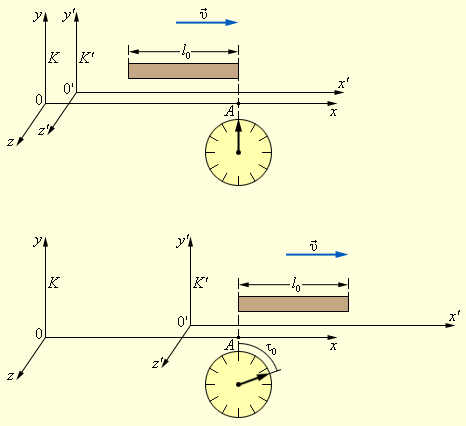 y y′ υ⃗
K K′ l₀
0 0′ x′
z z′ A x
y y′ υ⃗
K K′ l₀
0 0′ x′
z z′ A τ₀ x